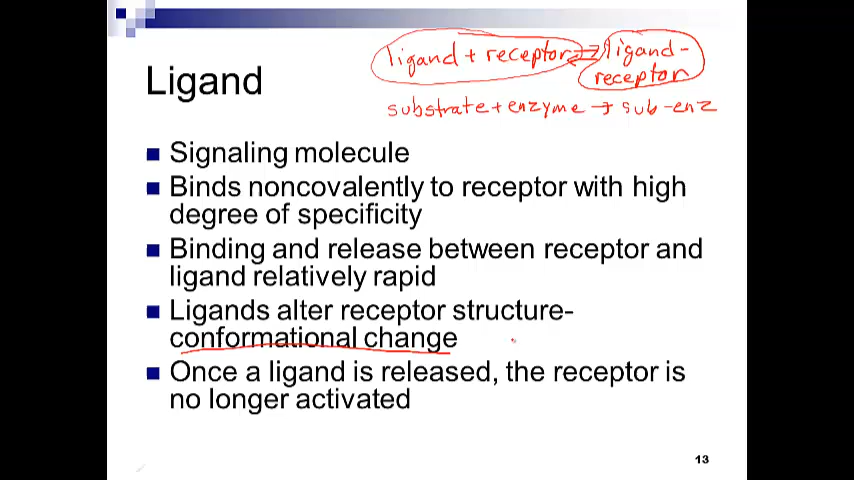 ligand + receptor ⇌ ligand-
receptor
substrate + enzyme → sub-enz
Ligand
■ Signaling molecule
■ Binds noncovalently to receptor with high
degree of specificity
■ Binding and release between receptor and
ligand relatively rapid
■ Ligands alter receptor structure-
conformational change
■ Once a ligand is released, the receptor is
no longer activated
13